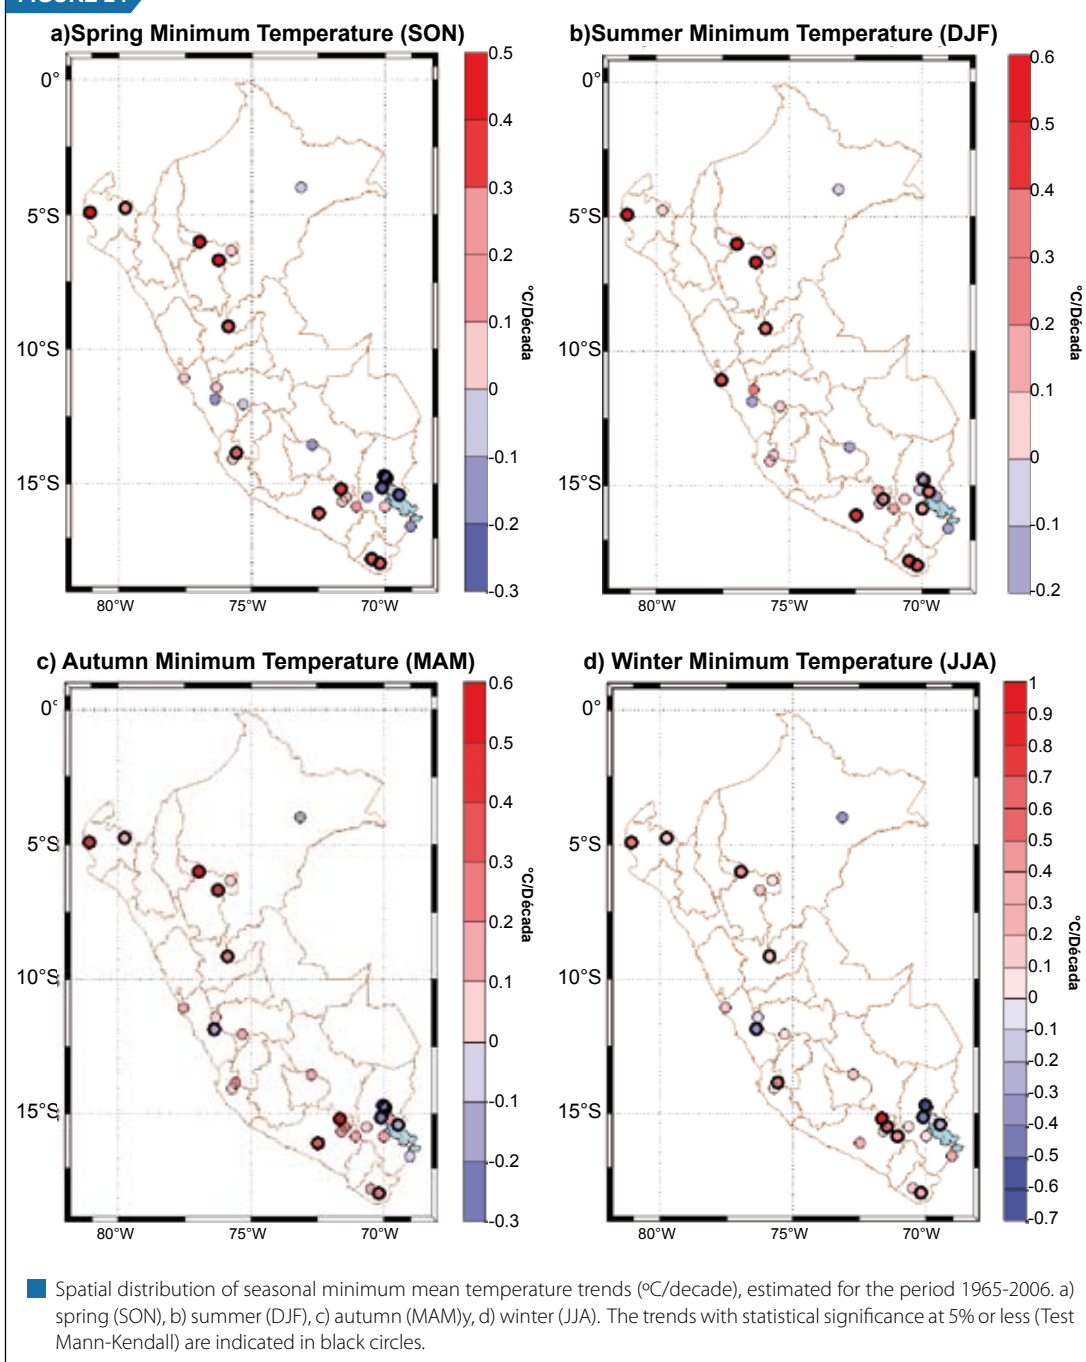 a)Spring Minimum Temperature (SON)
0°
5°S
10°S
15°S
80°W
75°W
70°W
0.5
0.4
0.3
0.2
0.1
0
-0.1
-0.2
-0.3
°C/Década
b)Summer Minimum Temperature (DJF)
0°
5°S
10°S
15°S
80°W
75°W
70°W
0.6
0.5
0.4
0.3
0.2
0.1
0
-0.1
-0.2
°C/Década
c) Autumn Minimum Temperature (MAM)
0°
5°S
10°S
15°S
80°W
75°W
70°W
0.6
0.5
0.4
0.3
0.2
0.1
0
-0.1
-0.2
-0.3
°C/Década
d) Winter Minimum Temperature (JJA)
0°
5°S
10°S
15°S
80°W
75°W
70°W
1
0.9
0.8
0.7
0.6
0.5
0.4
0.3
0.2
0.1
0
-0.1
-0.2
-0.3
-0.4
-0.5
-0.6
-0.7
°C/Década
Spatial distribution of seasonal minimum mean temperature trends (ºC/decade), estimated for the period 1965-2006. a)
spring (SON), b) summer (DJF), c) autumn (MAM)y, d) winter (JJA). The trends with statistical significance at 5% or less (Test
Mann-Kendall) are indicated in black circles.